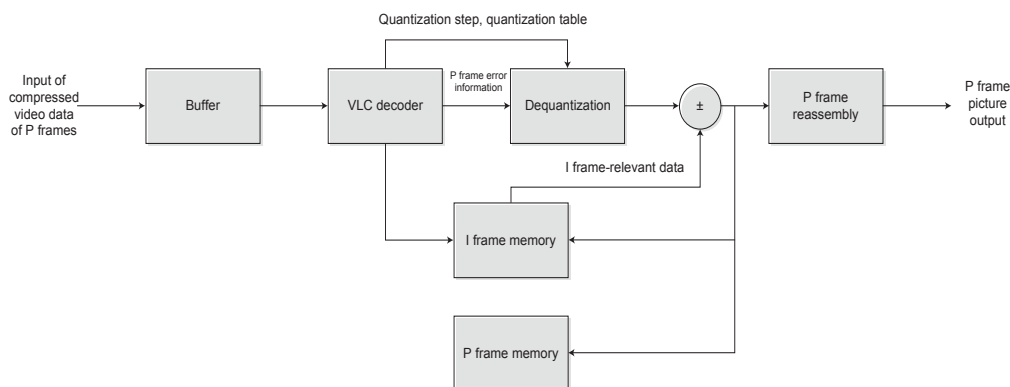 Quantization step, quantization table
Input of
compressed
video data
of P frames
Buffer
VLC decoder
P frame error
information
Dequantization
±
P frame
reassembly
P frame
picture
output
I frame-relevant data
I frame memory
P frame memory